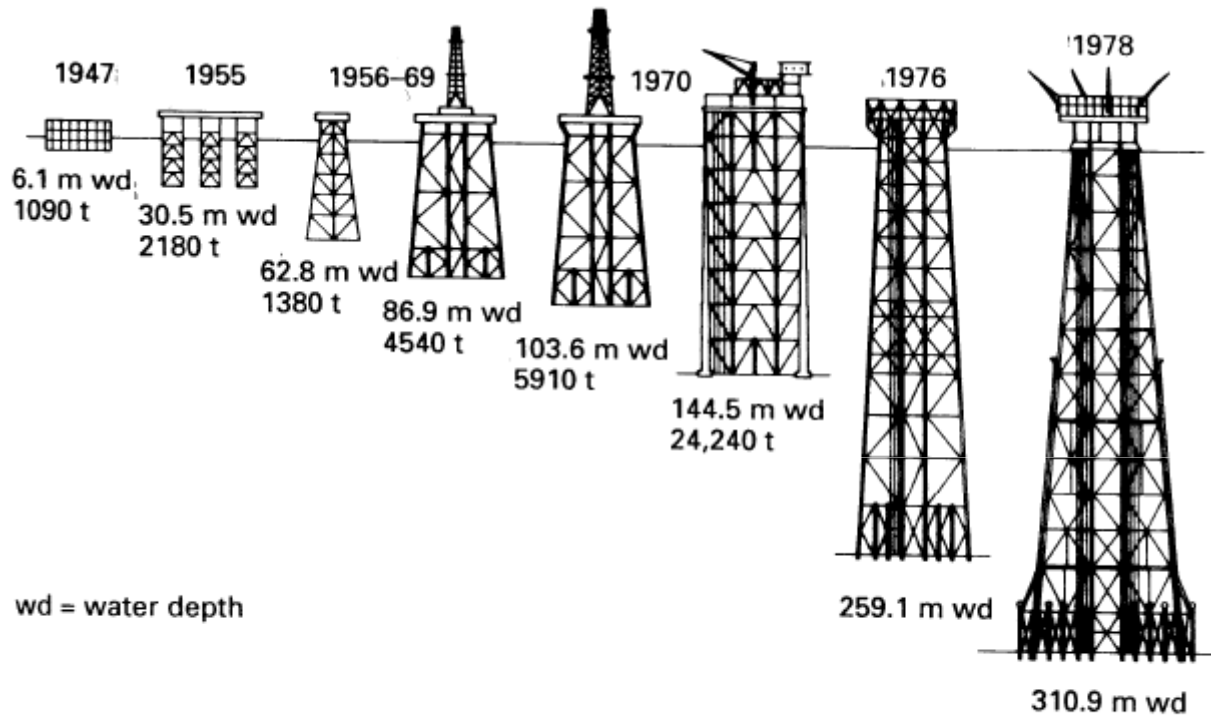 1947
1955
1956–69
1970
1976
1978
6.1 m wd
1090 t
30.5 m wd
2180 t
62.8 m wd
1380 t
86.9 m wd
4540 t
103.6 m wd
5910 t
144.5 m wd
24,240 t
259.1 m wd
310.9 m wd
wd = water depth